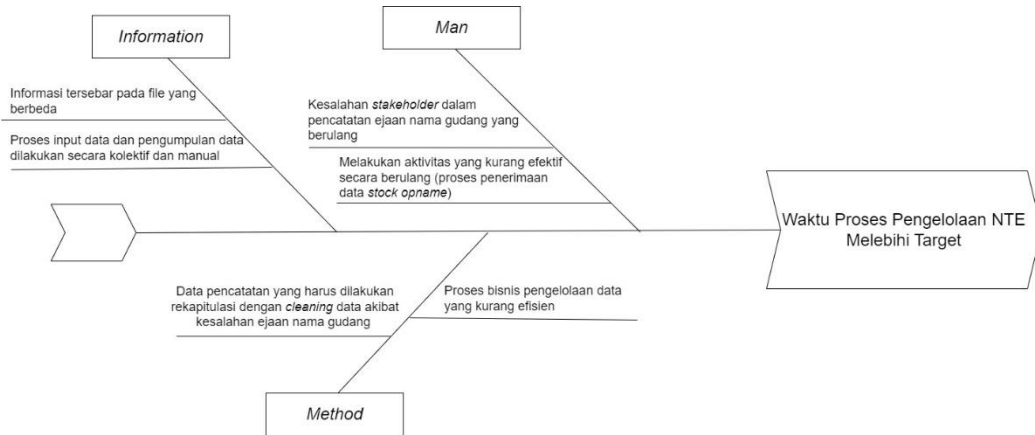 Information
Man
Informasi tersebar pada file yang
berbeda
Proses input data dan pengumpulan data
dilakukan secara kolektif dan manual
Kesalahan stakeholder dalam
pencatatan ejaan nama gudang yang
berulang
Melakukan aktivitas yang kurang efektif
secara berulang (proses penerimaan
data stock opname)
Waktu Proses Pengelolaan NTE
Melebihi Target
Data pencatatan yang harus dilakukan
rekapitulasi dengan cleaning data akibat
kesalahan ejaan nama gudang
Proses bisnis pengelolaan data
yang kurang efisien
Method